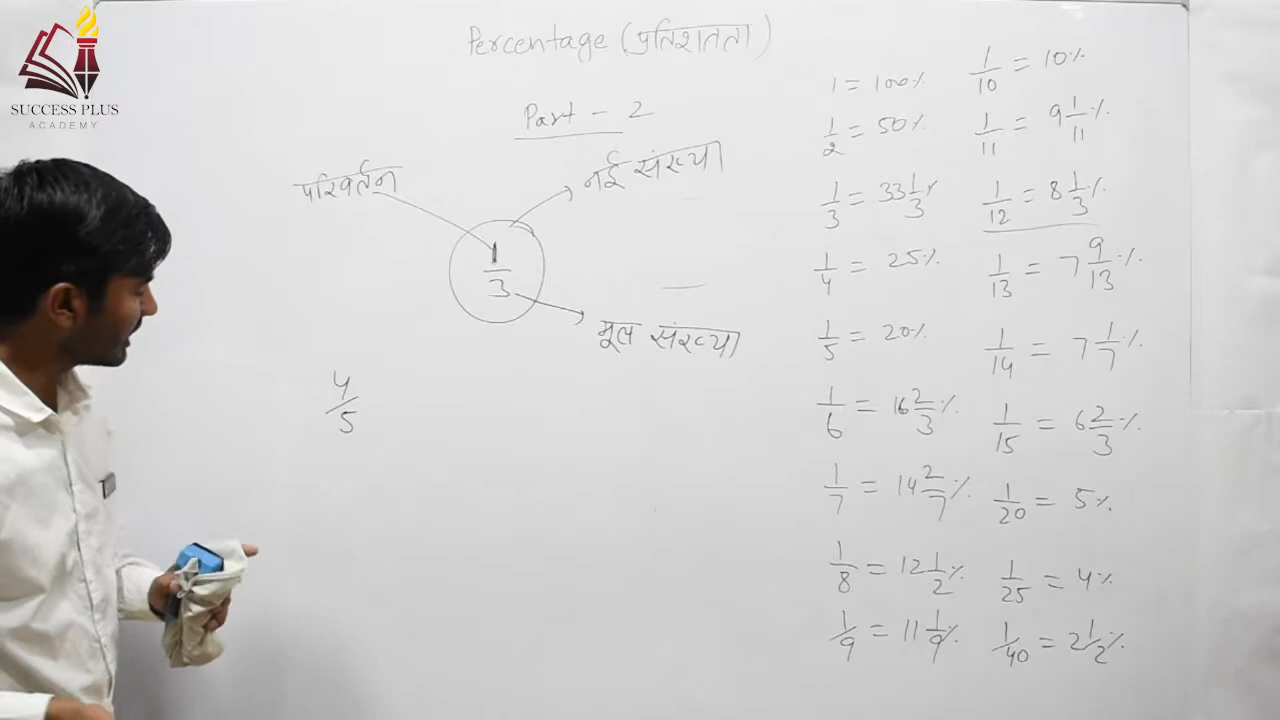 SUCCESS PLUS
ACADEMY
Percentage (प्रतिशतता)
Part - 2
परिवर्तन
नई संख्या
1/3
मूल संख्या
4/5
1 = 100%
1/2 = 50%
1/3 = 33 1/3%
1/4 = 25%
1/5 = 20%
1/6 = 16 2/3%
1/7 = 14 2/7%
1/8 = 12 1/2%
1/9 = 11 1/9%
1/10 = 10%
1/11 = 9 1/11%
1/12 = 8 1/3%
1/13 = 7 9/13%
1/14 = 7 1/7%
1/15 = 6 2/3%
1/20 = 5%
1/25 = 4%
1/40 = 2 1/2%